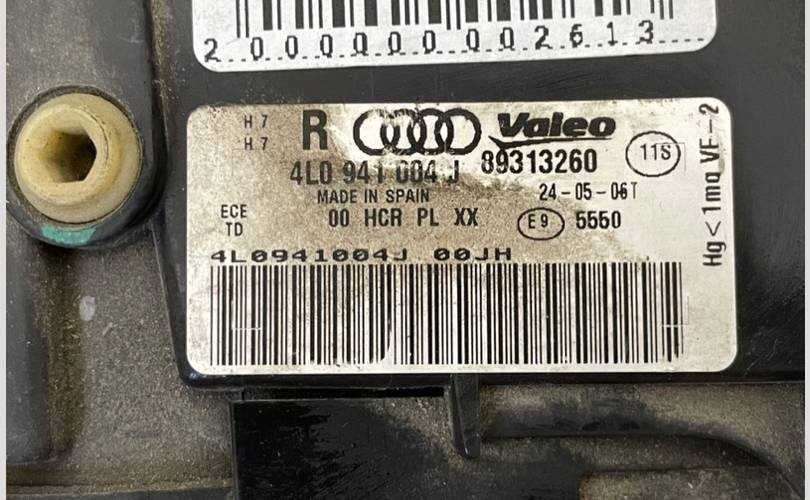 2 0 0 0 0 0 0 0 0 2 6 1 3
H7 R Valeo
H7
4L0 941 004 J 89313260 11S
MADE IN SPAIN 24-05-06T
ECE 00 HCR PL XX E9 5550
TD
4L0941004J 00JH
Hg<1mg VF-2